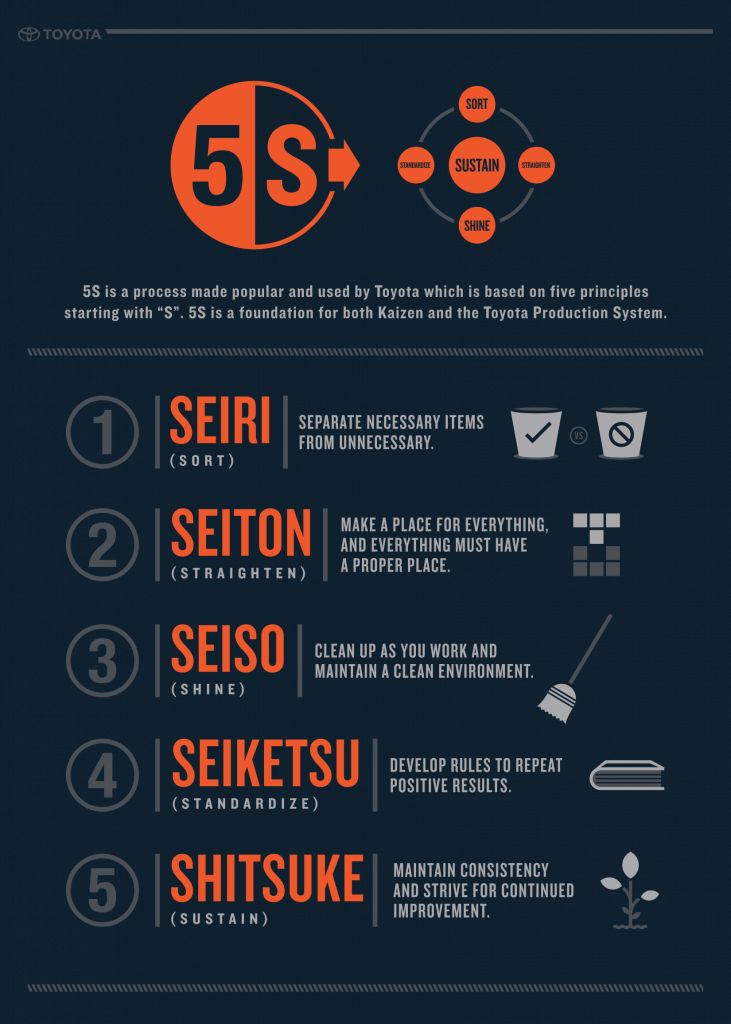 TOYOTA
5S
SORT
STANDARDIZE
SUSTAIN
STRAIGHTEN
SHINE
5S is a process made popular and used by Toyota which is based on five principles
starting with “S”. 5S is a foundation for both Kaizen and the Toyota Production System.
1
SEIRI
(SORT)
SEPARATE NECESSARY ITEMS
FROM UNNECESSARY.
VS
2
SEITON
(STRAIGHTEN)
MAKE A PLACE FOR EVERYTHING,
AND EVERYTHING MUST HAVE
A PROPER PLACE.
3
SEISO
(SHINE)
CLEAN UP AS YOU WORK AND
MAINTAIN A CLEAN ENVIRONMENT.
4
SEIKETSU
(STANDARDIZE)
DEVELOP RULES TO REPEAT
POSITIVE RESULTS.
5
SHITSUKE
(SUSTAIN)
MAINTAIN CONSISTENCY
AND STRIVE FOR CONTINUED
IMPROVEMENT.